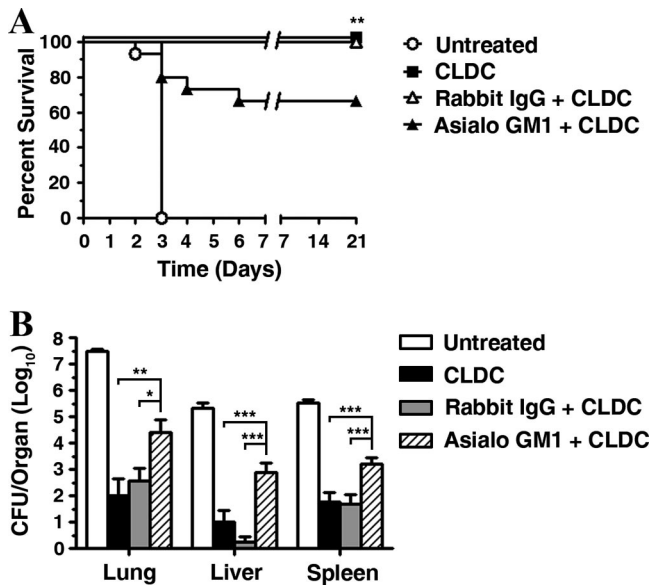 A
Percent Survival
100
80
60
40
20
0
0 1 2 3 4 5 6 7 7 14 21
Time (Days)
**
Untreated
CLDC
Rabbit IgG + CLDC
Asialo GM1 + CLDC
B
CFU/Organ (Log10)
8
7
6
5
4
3
2
1
0
**
*
***
***
***
***
Lung Liver Spleen
Untreated
CLDC
Rabbit IgG + CLDC
Asialo GM1 + CLDC